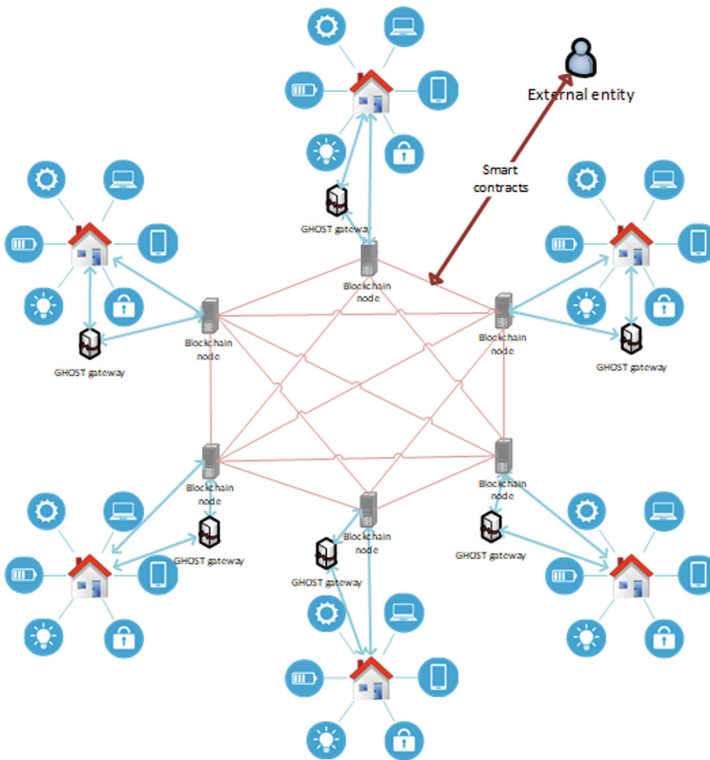 External entity
Smart
contracts
GHOST gateway
Blockchain
node
Blockchain
node
Blockchain
node
GHOST gateway
GHOST gateway
Blockchain
node
Blockchain
node
Blockchain
node
GHOST gateway
GHOST gateway
GHOST gateway